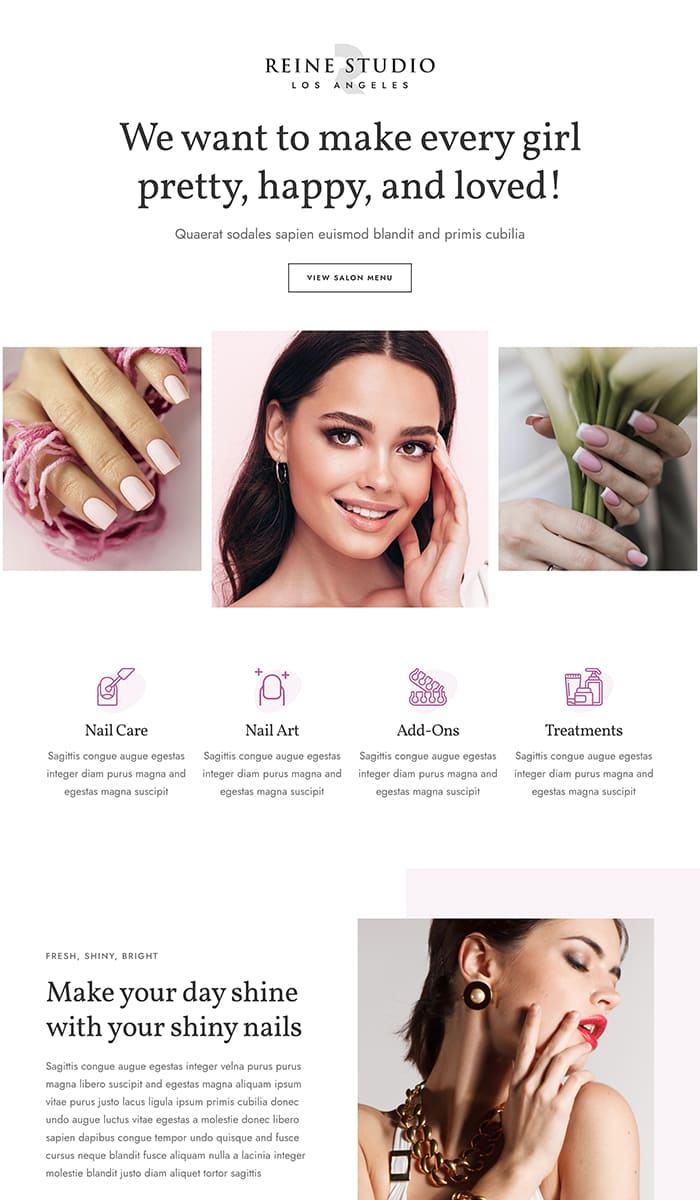 REINE STUDIO
LOS ANGELES
We want to make every girl
pretty, happy, and loved!
Quaerat sodales sapien euismod blandit and primis cubilia
VIEW SALON MENU
Nail Care
Sagittis congue augue egestas
integer diam purus magna and
egestas magna suscipit
Nail Art
Sagittis congue augue egestas
integer diam purus magna and
egestas magna suscipit
Add-Ons
Sagittis congue augue egestas
integer diam purus magna and
egestas magna suscipit
Treatments
Sagittis congue augue egestas
integer diam purus magna and
egestas magna suscipit
FRESH, SHINY, BRIGHT
Make your day shine
with your shiny nails
Sagittis congue augue egestas integer velna purus purus
magna libero suscipit and egestas magna aliquam ipsum
vitae purus justo lacus ligula ipsum primis cubilia donec
undo augue luctus vitae egestas a molestie donec libero
sapien dapibus congue tempor undo quisque and fusce
cursus neque blandit fusce aliquam nulla a lacinia integer
molestie blandit justo diam aliquet tortor sagittis